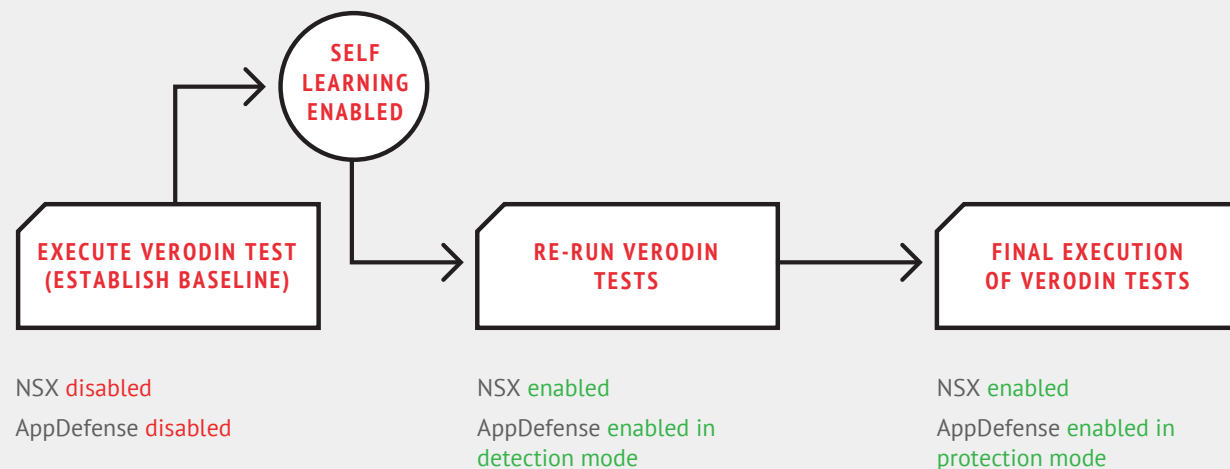 SELF
LEARNING
ENABLED
EXECUTE VERODIN TEST
(ESTABLISH BASELINE)
RE-RUN VERODIN
TESTS
FINAL EXECUTION
OF VERODIN TESTS
NSX disabled
AppDefense disabled
NSX enabled
AppDefense enabled in
detection mode
NSX enabled
AppDefense enabled in
protection mode